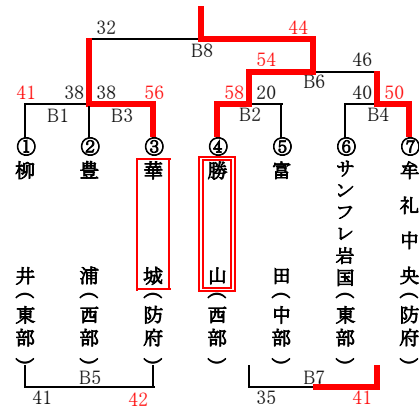 32
44
B8
54
46
B6
41
38
38
56
58
20
40
50
B1
B3
B2
B4
①柳井(東部)
②豊浦(西部)
③華城(防府)
④勝山(西部)
⑤富田(中部)
⑥サンフレ岩国(東部)
⑦牟礼中央(防府)
B5
B7
41
42
35
41